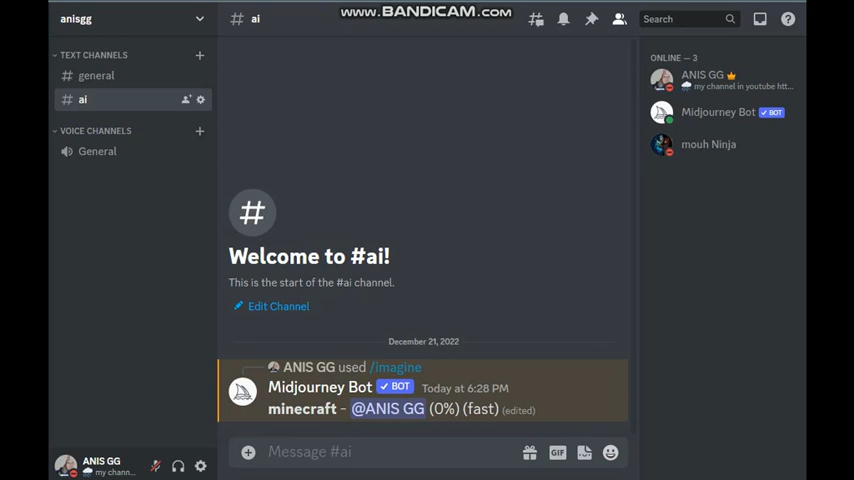 www.BANDICAM.com
anisgg
ai
Search
TEXT CHANNELS
general
ai
VOICE CHANNELS
General
Welcome to #ai!
This is the start of the #ai channel.
Edit Channel
December 21, 2022
ANIS GG used /imagine
Midjourney Bot BOT Today at 6:28 PM
minecraft - @ANIS GG (0%) (fast) (edited)
Message #ai
GIF
ANIS GG
my chann...
ONLINE — 3
ANIS GG
my channel in youtube htt...
Midjourney Bot BOT
mouh Ninja